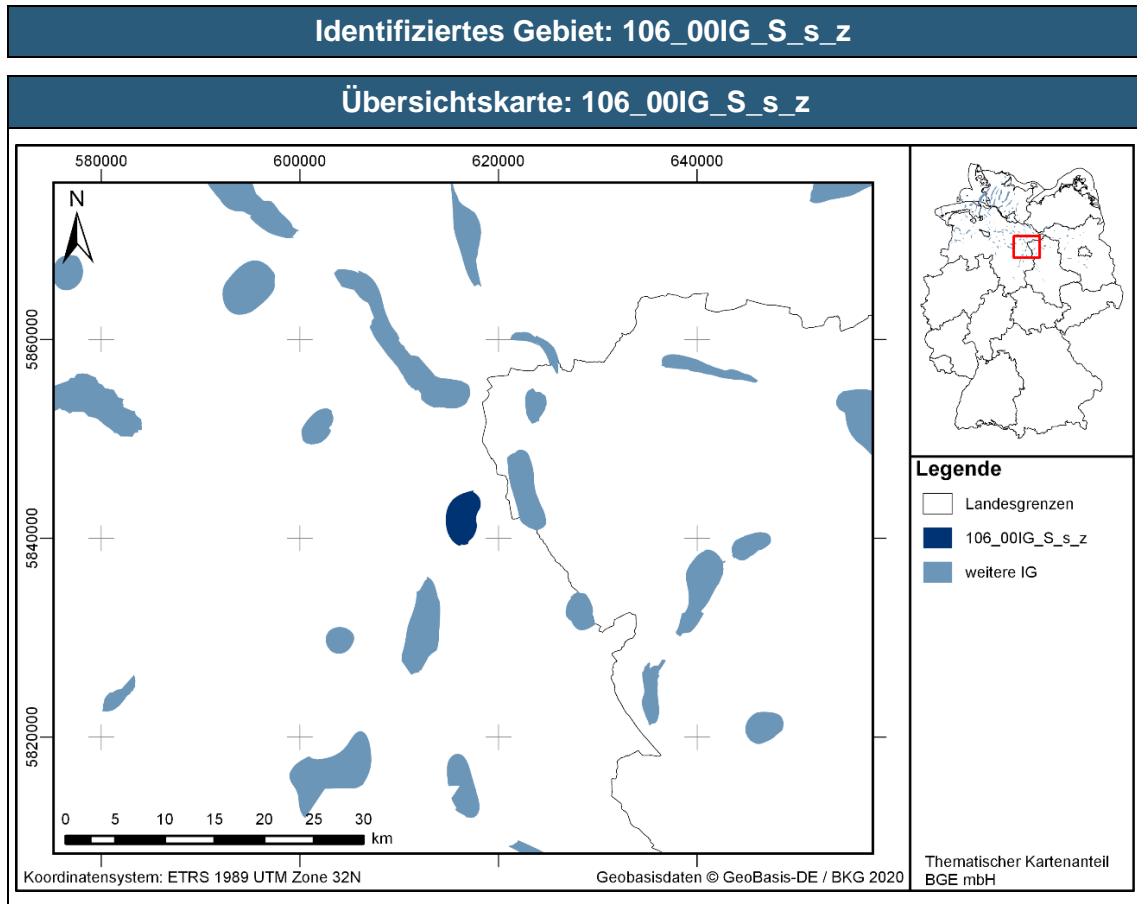 Identifiziertes Gebiet: 106_00IG_S_s_z
Übersichtskarte: 106_00IG_S_s_z
580000 600000 620000 640000
N
5860000
5840000
5820000
0 5 10 15 20 25 30
km
Koordinatensystem: ETRS 1989 UTM Zone 32N
Geobasisdaten © GeoBasis-DE / BKG 2020
Legende
Landesgrenzen
106_00IG_S_s_z
weitere IG
Thematischer Kartenanteil
BGE mbH